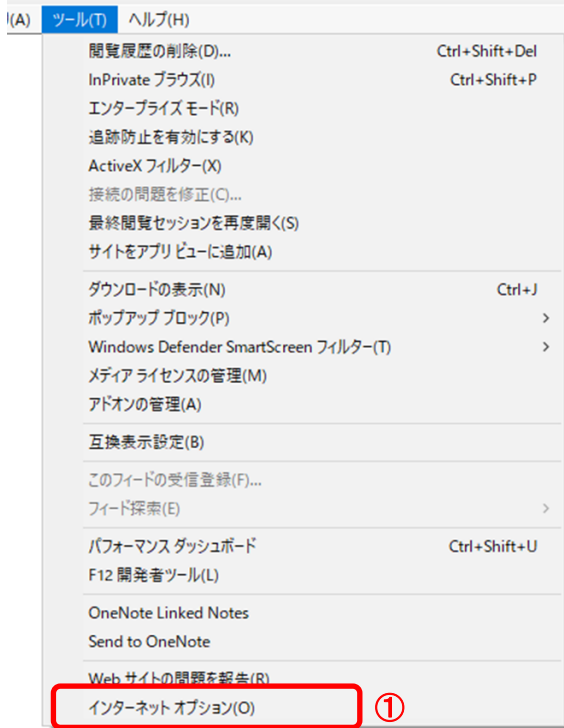 (A) ツール(T) ヘルプ(H)
閲覧履歴の削除(D)... Ctrl+Shift+Del
InPrivate ブラウズ(I) Ctrl+Shift+P
エンタープライズ モード(R)
追跡防止を有効にする(K)
ActiveX フィルター(X)
接続の問題を修正(C)...
最終閲覧セッションを再度開く(S)
サイトをアプリ ビューに追加(A)
ダウンロードの表示(N) Ctrl+J
ポップアップ ブロック(P)
Windows Defender SmartScreen フィルター(T)
メディア ライセンスの管理(M)
アドオンの管理(A)
互換表示設定(B)
このフィードの受信登録(F)...
フィード探索(E)
パフォーマンス ダッシュボード Ctrl+Shift+U
F12 開発者ツール(L)
OneNote Linked Notes
Send to OneNote
Web サイトの問題を報告(R)
インターネット オプション(O) ①